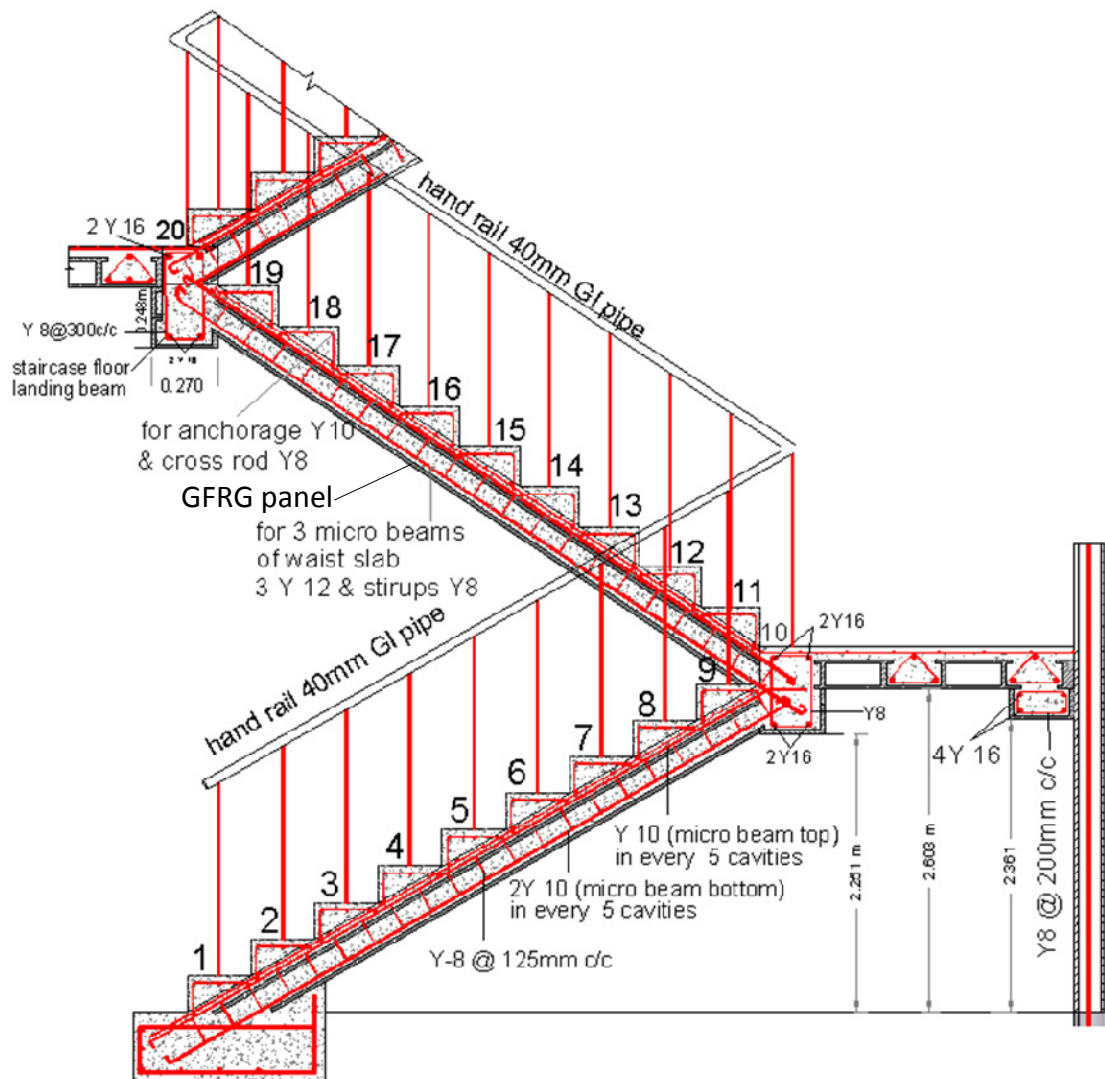 hand rail 40mm GI pipe
2 Y 16
20
19
0.248m
Y 8@300c/c
staircase floor
landing beam
0.270
18
17
16
for anchorage Y10
& cross rod Y8
15
GFRG panel
14
for 3 micro beams
of waist slab
3 Y 12 & stirups Y8
13
12
11
10
2Y16
hand rail 40mm GI pipe
9
8
Y8
2Y16
4Y 16
7
6
5
Y 10 (micro beam top)
in every 5 cavities
4
2Y 10 (micro beam bottom)
in every 5 cavities
3
2
Y-8 @ 125mm c/c
1
2.603 m
2.361
Y8 @ 200mm c/c